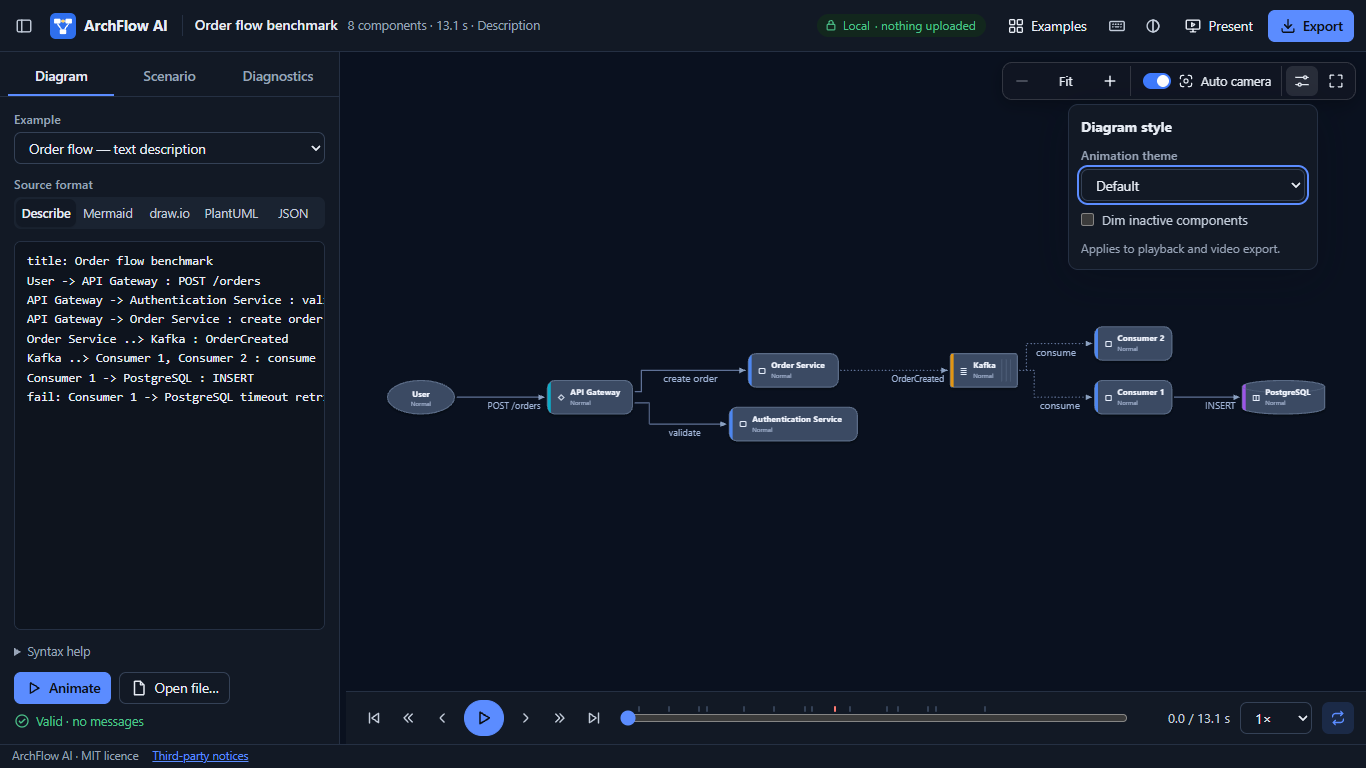 ArchFlow AI
Order flow benchmark
8 components · 13.1 s · Description
Local · nothing uploaded
Examples
Present
Export
Diagram
Scenario
Diagnostics
Example
Order flow — text description
Source format
Describe
Mermaid
draw.io
PlantUML
JSON
title: Order flow benchmark
User -> API Gateway : POST /orders
API Gateway -> Authentication Service : val
API Gateway -> Order Service : create order
Order Service ..> Kafka : OrderCreated
Kafka ..> Consumer 1, Consumer 2 : consume
Consumer 1 -> PostgreSQL : INSERT
fail: Consumer 1 -> PostgreSQL timeout retr
Syntax help
Animate
Open file...
Valid · no messages
Fit
Auto camera
Diagram style
Animation theme
Default
Dim inactive components
Applies to playback and video export.
User
Normal
POST /orders
API Gateway
Normal
create order
validate
Order Service
Normal
Authentication Service
Normal
OrderCreated
Kafka
Normal
consume
consume
Consumer 2
Normal
Consumer 1
Normal
INSERT
PostgreSQL
Normal
0.0 / 13.1 s
1×
ArchFlow AI · MIT licence
Third-party notices